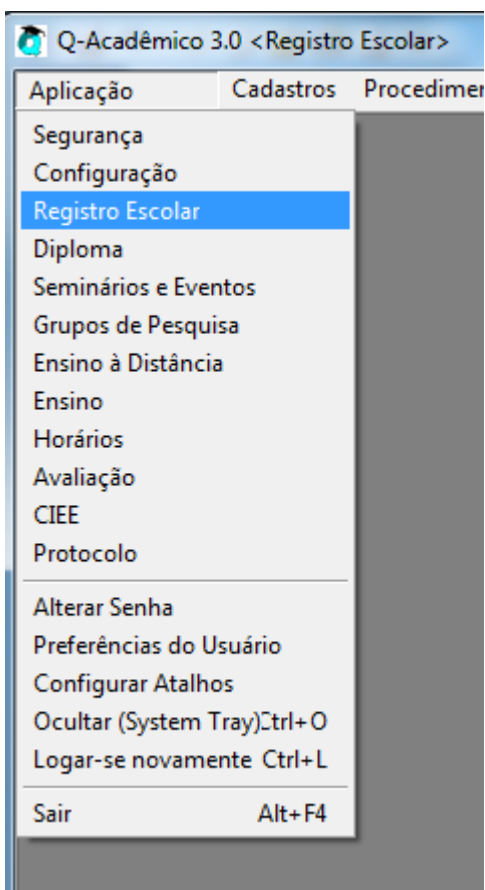 Q-Acadêmico 3.0 <Registro Escolar>
Aplicação Cadastros Procedimer
Segurança
Configuração
Registro Escolar
Diploma
Seminários e Eventos
Grupos de Pesquisa
Ensino à Distância
Ensino
Horários
Avaliação
CIEE
Protocolo
Alterar Senha
Preferências do Usuário
Configurar Atalhos
Ocultar (System Tray) Ctrl+O
Logar-se novamente Ctrl+L
Sair Alt+F4